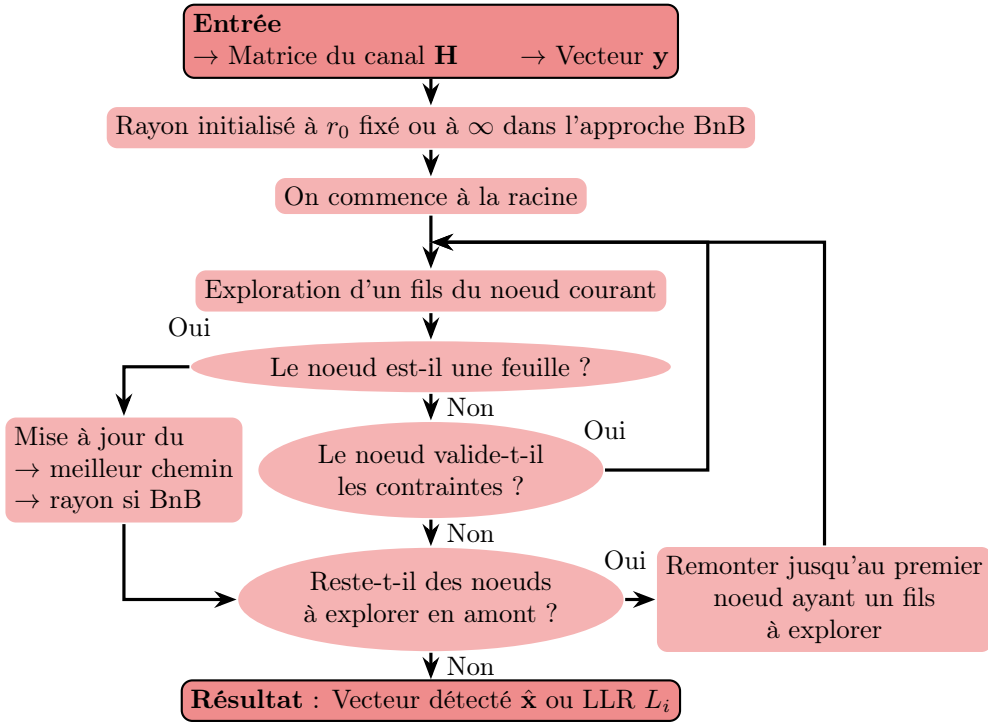 Entrée
→ Matrice du canal H → Vecteur y
Rayon initialisé à r₀ fixé ou à ∞ dans l'approche BnB
On commence à la racine
Exploration d'un fils du noeud courant
Oui
Le noeud est-il une feuille ?
Non
Mise à jour du
→ meilleur chemin
→ rayon si BnB
Oui
Le noeud valide-t-il
les contraintes ?
Non
Reste-t-il des noeuds
à explorer en amont ?
Oui
Remonter jusqu'au premier
noeud ayant un fils
à explorer
Non
Résultat : Vecteur détecté x̂ ou LLR Lᵢ